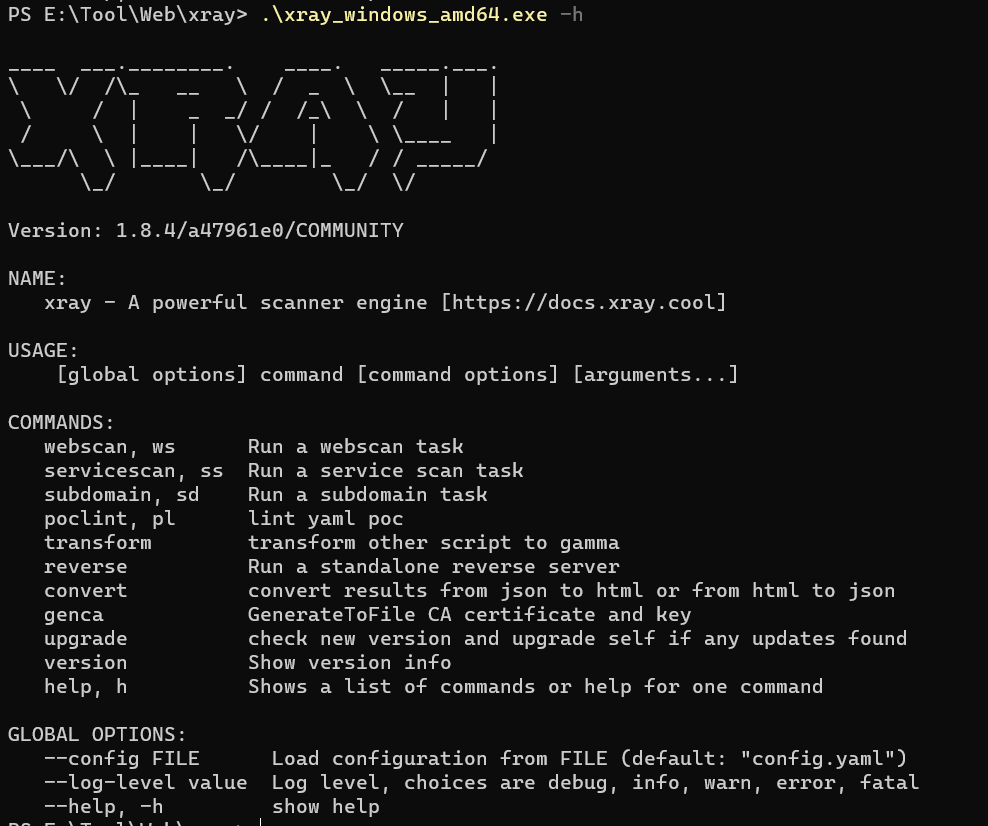 PS E:\Tool\Web\xray> .\xray_windows_amd64.exe -h
____  ___.________.    ____.   _____.___.
\   \/  /\_   __   \  /  _  \  \__  |   |
 \     /  |    _  _/ /  /_\  \  /   |   |
 /     \  |    |   \/    |    \ \____   |
\___/\  \ |____|   /\____|_   / / _____/
      \_/       \_/         \_/  \/
Version: 1.8.4/a47961e0/COMMUNITY
NAME:
   xray - A powerful scanner engine [https://docs.xray.cool]
USAGE:
    [global options] command [command options] [arguments...]
COMMANDS:
   webscan, ws      Run a webscan task
   servicescan, ss  Run a service scan task
   subdomain, sd    Run a subdomain task
   poclint, pl      lint yaml poc
   transform        transform other script to gamma
   reverse          Run a standalone reverse server
   convert          convert results from json to html or from html to json
   genca            GenerateToFile CA certificate and key
   upgrade          check new version and upgrade self if any updates found
   version          Show version info
   help, h          Shows a list of commands or help for one command
GLOBAL OPTIONS:
   --config FILE      Load configuration from FILE (default: "config.yaml")
   --log-level value  Log level, choices are debug, info, warn, error, fatal
   --help, -h         show help